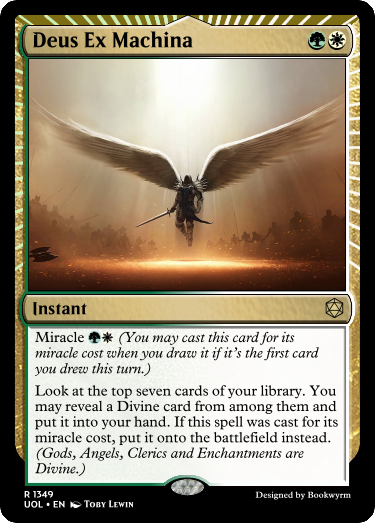 Deus Ex Machina
Instant
Miracle (You may cast this card for its
miracle cost when you draw it if it's the first card
you drew this turn.)
Look at the top seven cards of your library. You
may reveal a Divine card from among them and
put it into your hand. If this spell was cast for its
miracle cost, put it onto the battlefield instead.
(Gods, Angels, Clerics and Enchantments are
Divine.)
R 1349
UOL • EN Toby Lewin
Designed by Bookwyrm